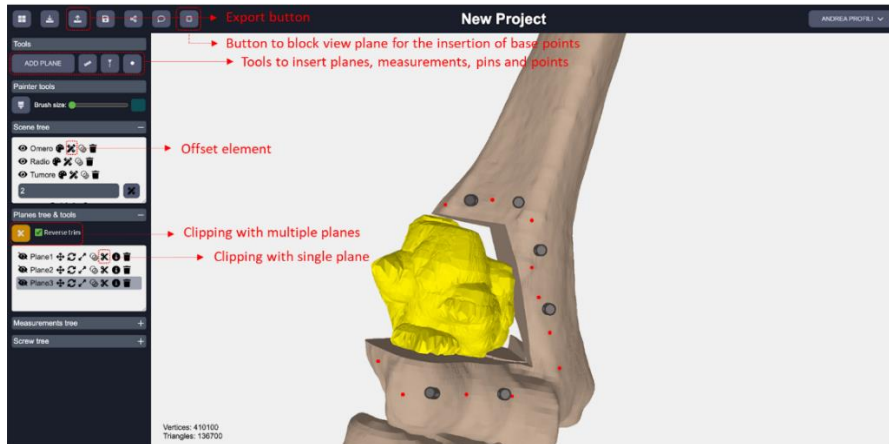 Export button
New Project
ANDREA PROFILI
Button to block view plane for the insertion of base points
Tools
ADD PLANE
Tools to insert planes, measurements, pins and points
Painter tools
Brush size:
Scene tree
Omero
Offset element
Radio
Tumore
2
Planes tree & tools
Reverse trim
Clipping with multiple planes
Plane1
Clipping with single plane
Plane2
Plane3
Measurements tree
Screw tree
Vertices: 410100
Triangles: 136700